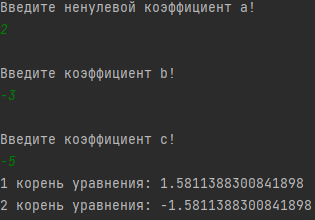 Введите ненулевой коэффициент a!
2
Введите коэффициент b!
-3
Введите коэффициент c!
-5
1 корень уравнения: 1.5811388300841898
2 корень уравнения: -1.5811388300841898